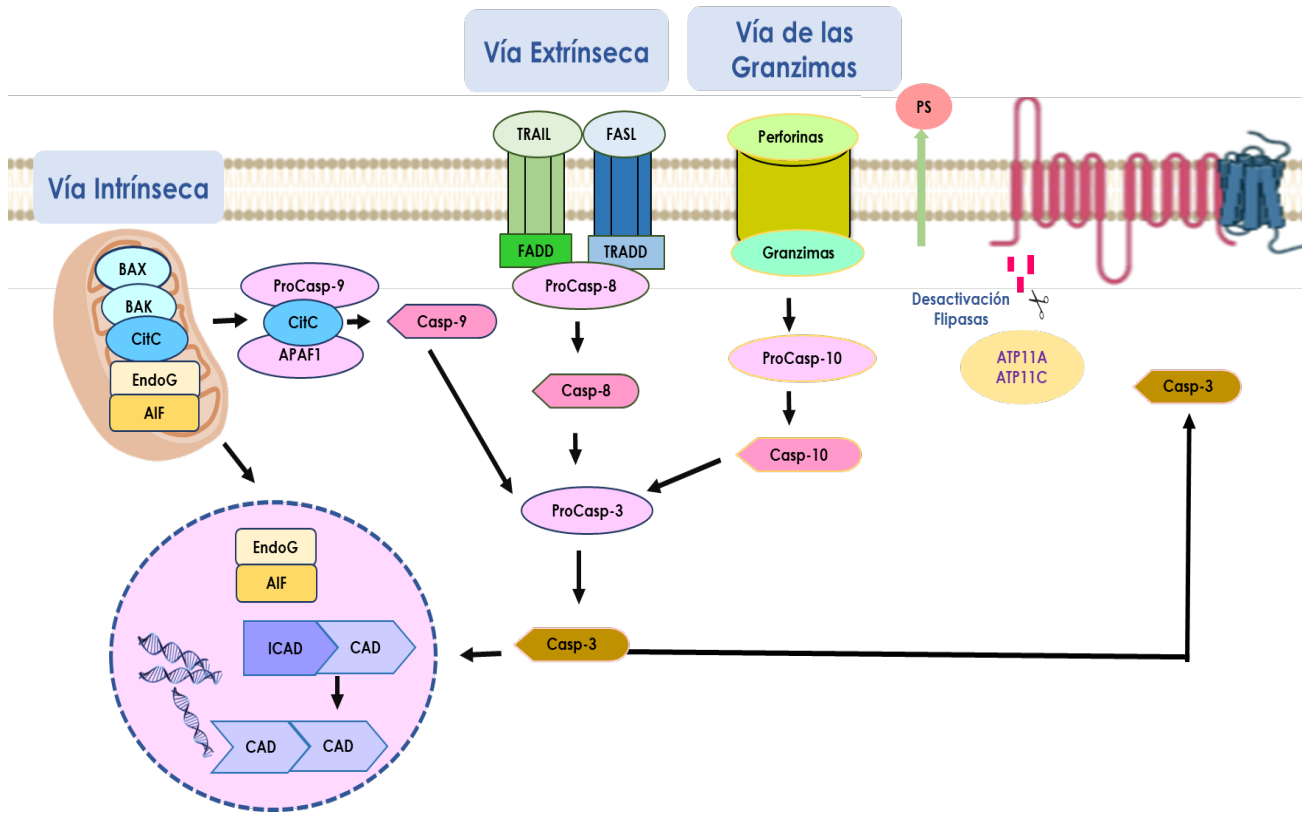 Vía Extrínseca
Vía de las
Granzimas
Vía Intrínseca
TRAIL
FASL
Perforinas
PS
FADD
TRADD
Granzimas
BAX
BAK
CitC
EndoG
AIF
ProCasp-9
CitC
APAF1
Casp-9
ProCasp-8
Casp-8
ProCasp-10
Casp-10
Desactivación
Flipasas
ATP11A
ATP11C
Casp-3
ProCasp-3
Casp-3
EndoG
AIF
ICAD
CAD
CAD
CAD